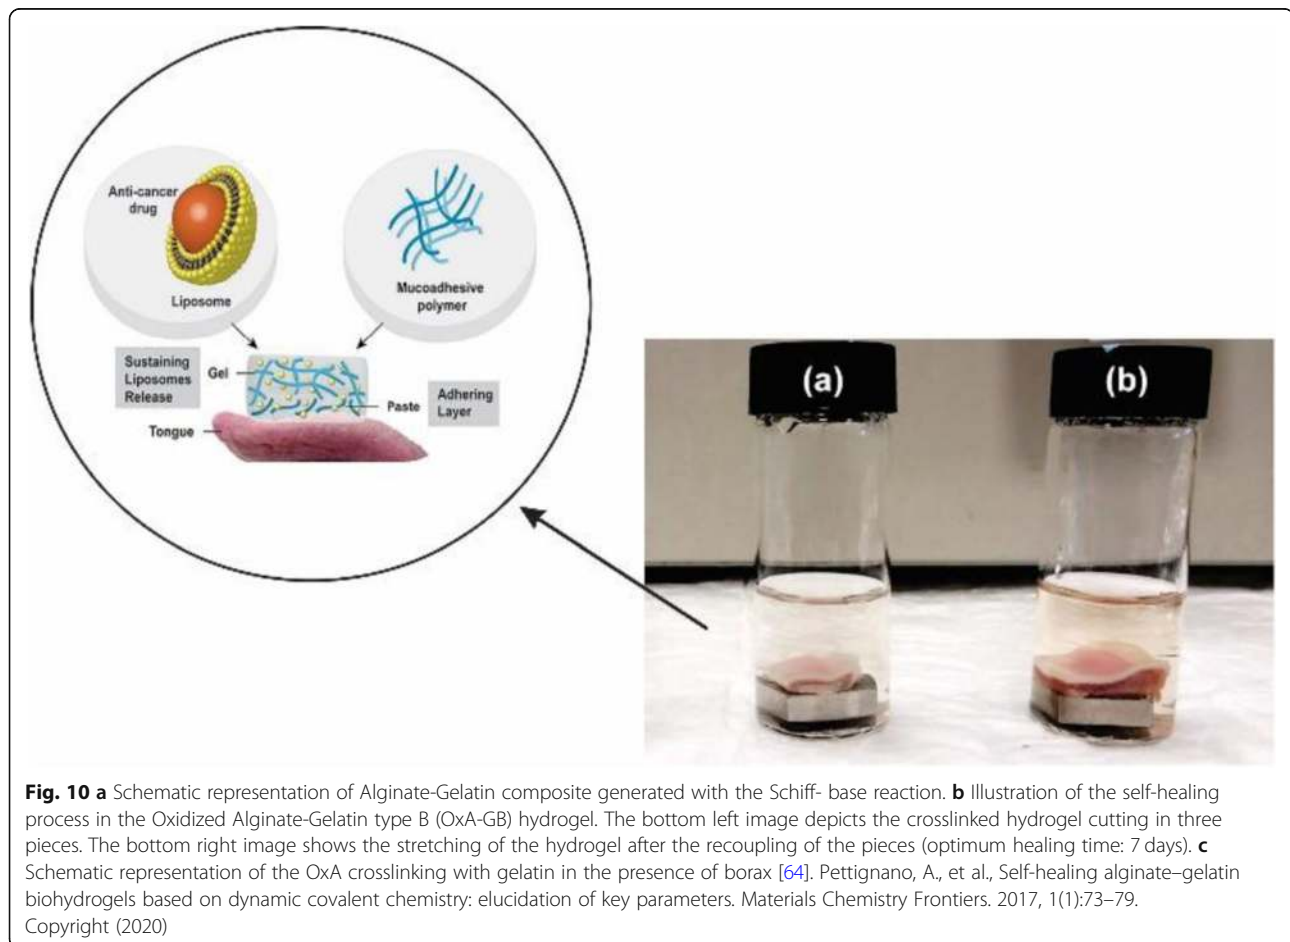 Anti-cancer
drug
Liposome
Mucoadhesive
polymer
Sustaining
Liposomes
Release
Gel
Paste
Adhering
Layer
Tongue
(a)
(b)
Fig. 10 a Schematic representation of Alginate-Gelatin composite generated with the Schiff- base reaction. b Illustration of the self-healing
process in the Oxidized Alginate-Gelatin type B (OxA-GB) hydrogel. The bottom left image depicts the crosslinked hydrogel cutting in three
pieces. The bottom right image shows the stretching of the hydrogel after the recoupling of the pieces (optimum healing time: 7 days). c
Schematic representation of the OxA crosslinking with gelatin in the presence of borax [64]. Pettignano, A., et al., Self-healing alginate–gelatin
biohydrogels based on dynamic covalent chemistry: elucidation of key parameters. Materials Chemistry Frontiers. 2017, 1(1):73–79.
Copyright (2020)